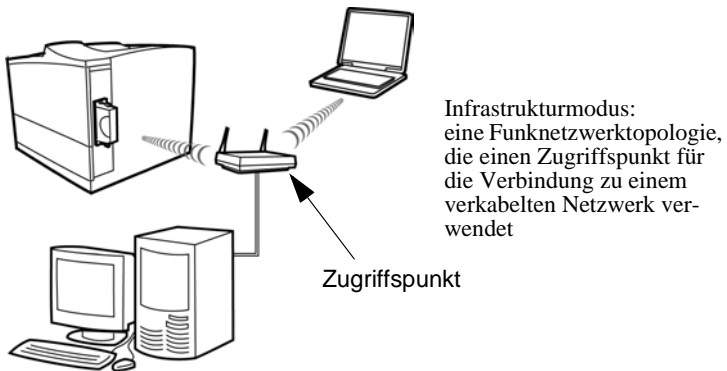 Infrastrukturmodus:
eine Funknetzwerktopologie,
die einen Zugriffspunkt für
die Verbindung zu einem
verkabelten Netzwerk ver-
wendet
Zugriffspunkt